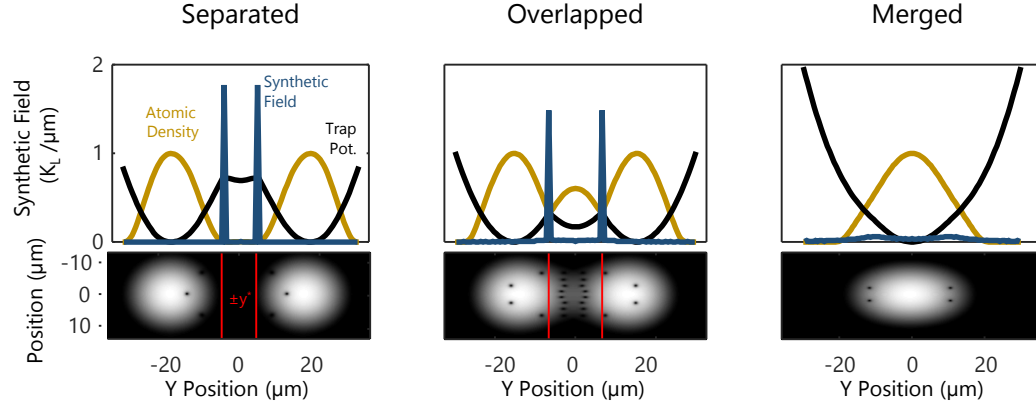 Separated
Overlapped
Merged
Synthetic Field
(K_L /µm)
2
1
0
Atomic
Density
Synthetic
Field
Trap
Pot.
Position (µm)
-10
0
10
±y*
-20
0
20
Y Position (µm)
-20
0
20
Y Position (µm)
-20
0
20
Y Position (µm)